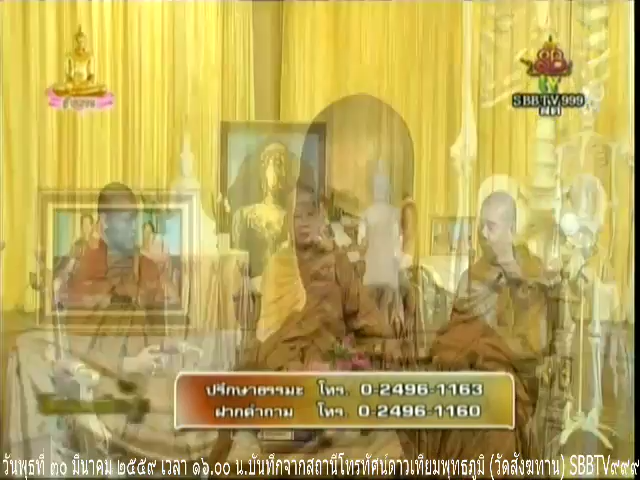 SBBTV999
ปรึกษาธรรมะ โทร. 0-2496-1163
ฝากคำถาม โทร. 0-2496-1160
วันพุธที่ ๓๐ มีนาคม ๒๕๕๙ เวลา ๑๖.๐๐ น.บันทึกจากสถานีโทรทัศน์ดาวเทียมพุทธภูมิ (วัดสังฆทาน) SBBTV๙๙๙